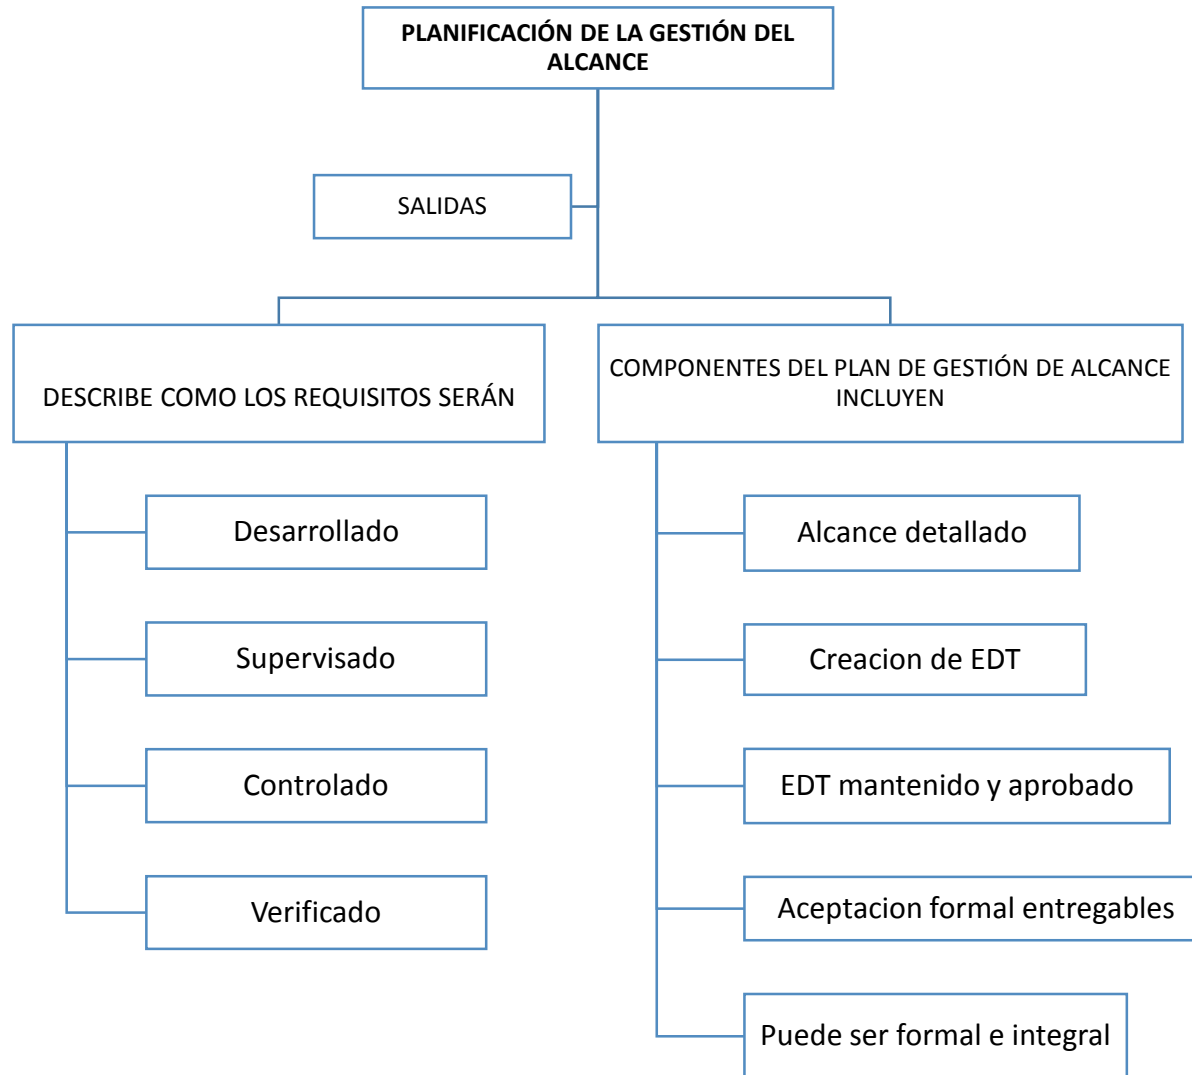 PLANIFICACIÓN DE LA GESTIÓN DEL
ALCANCE
SALIDAS
DESCRIBE COMO LOS REQUISITOS SERÁN
Desarrollado
Supervisado
Controlado
Verificado
COMPONENTES DEL PLAN DE GESTIÓN DE ALCANCE
INCLUYEN
Alcance detallado
Creacion de EDT
EDT mantenido y aprobado
Aceptacion formal entregables
Puede ser formal e integral